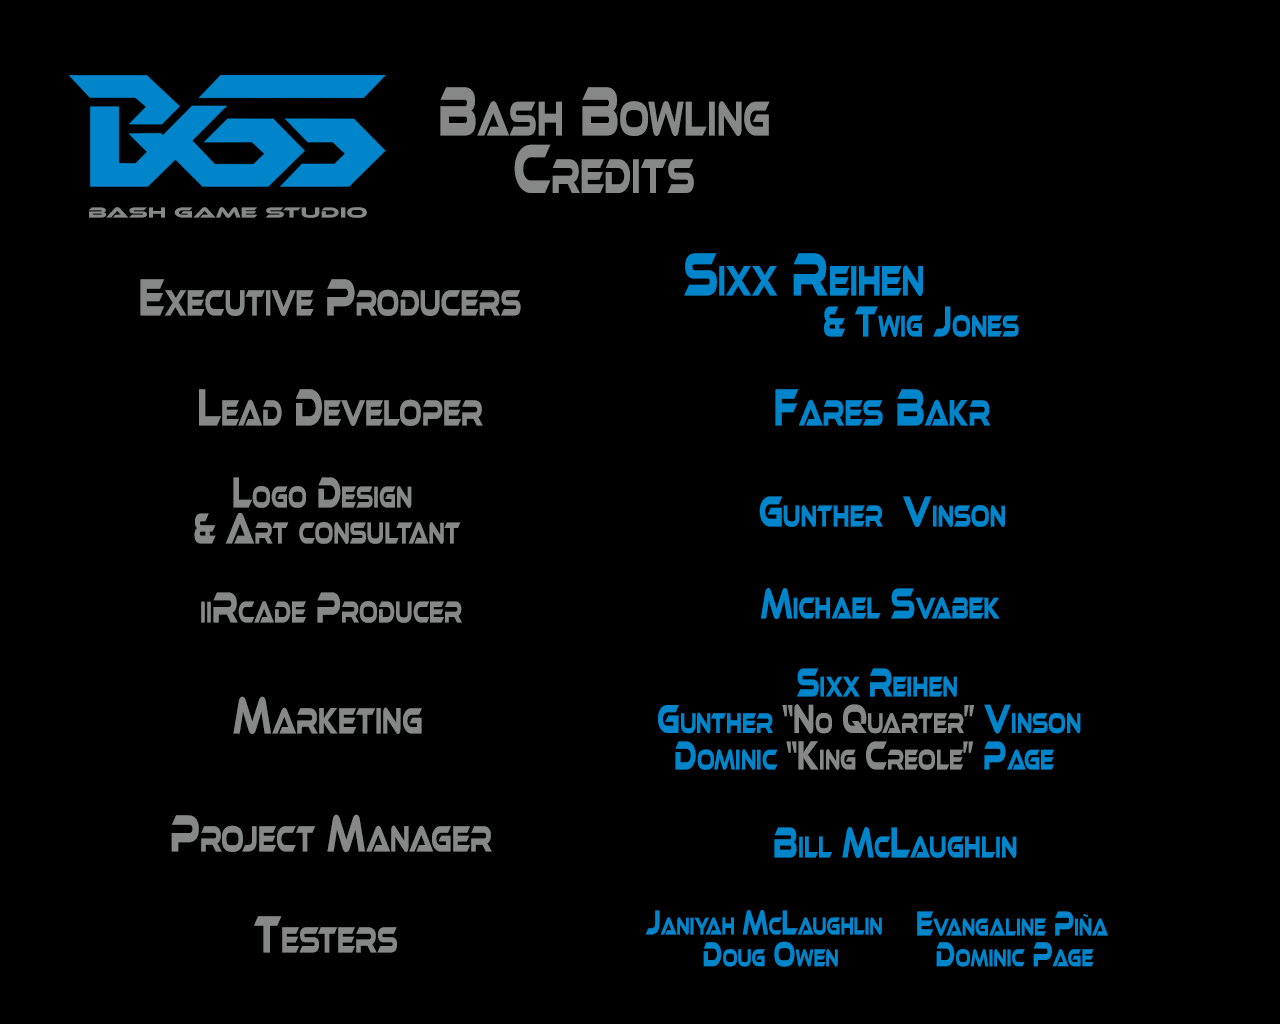 BGS
BASH GAME STUDIO
Bash Bowling
Credits
Executive Producers
Sixx Reihen
& Twig Jones
Lead Developer
Fares Bakr
Logo Design
& Art consultant
Gunther Vinson
iiRcade Producer
Michael Svabek
Marketing
Sixx Reihen
Gunther "No Quarter" Vinson
Dominic "King Creole" Page
Project Manager
Bill McLaughlin
Testers
Janiyah McLaughlin Evangaline Piña
Doug Owen Dominic Page